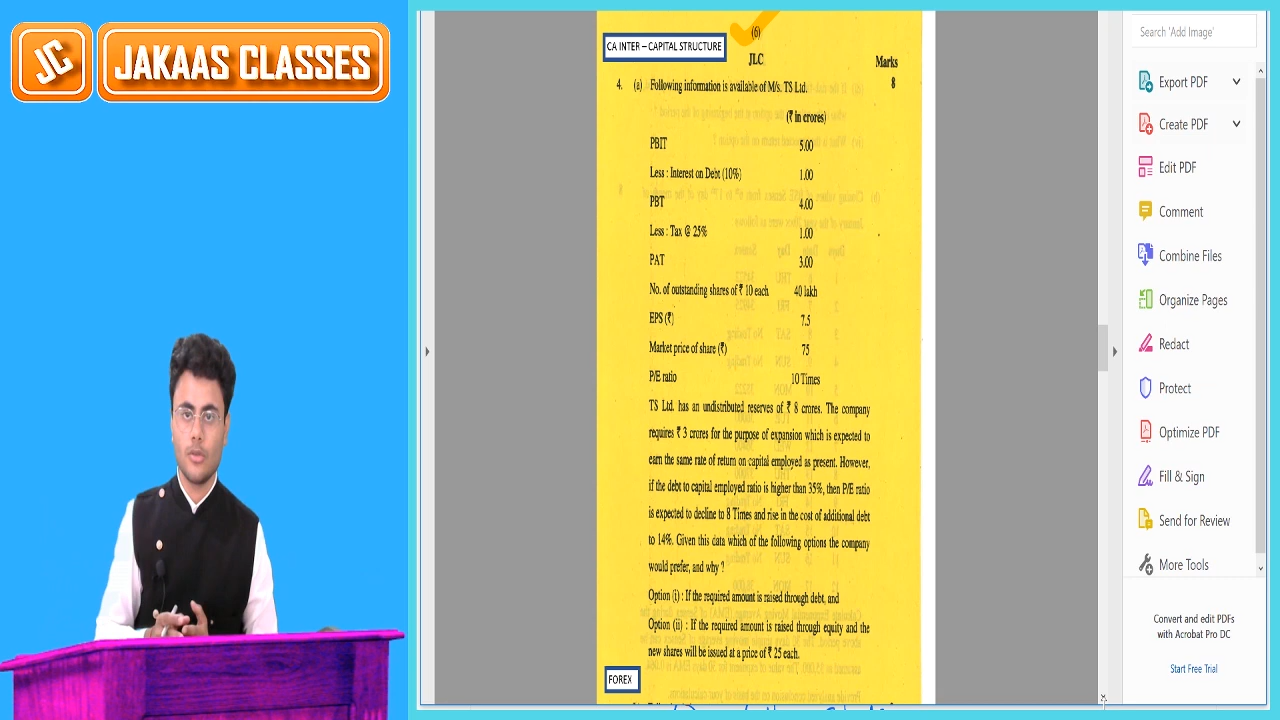 JC
JAKAAS CLASSES
(6)
CA INTER – CAPITAL STRUCTURE
JLC
Marks
4. (a) Following information is available of M/s. TS Ltd. 8
(₹ in crores)
PBIT 5.00
Less : Interest on Debt (10%) 1.00
PBT 4.00
Less : Tax @ 25% 1.00
PAT 3.00
No. of outstanding shares of ₹ 10 each 40 lakh
EPS (₹) 7.5
Market price of share (₹) 75
P/E ratio 10 Times
TS Ltd. has an undistributed reserves of ₹ 8 crores. The company
requires ₹ 3 crores for the purpose of expansion which is expected to
earn the same rate of return on capital employed as present. However,
if the debt to capital employed ratio is higher than 35%, then P/E ratio
is expected to decline to 8 Times and rise in the cost of additional debt
to 14%. Given this data which of the following options the company
would prefer, and why ?
Option (i) : If the required amount is raised through debt, and
Option (ii) : If the required amount is raised through equity and the
new shares will be issued at a price of ₹ 25 each.
FOREX
Search 'Add Image'
Export PDF
Create PDF
Edit PDF
Comment
Combine Files
Organize Pages
Redact
Protect
Optimize PDF
Fill & Sign
Send for Review
More Tools
Convert and edit PDFs
with Acrobat Pro DC
Start Free Trial